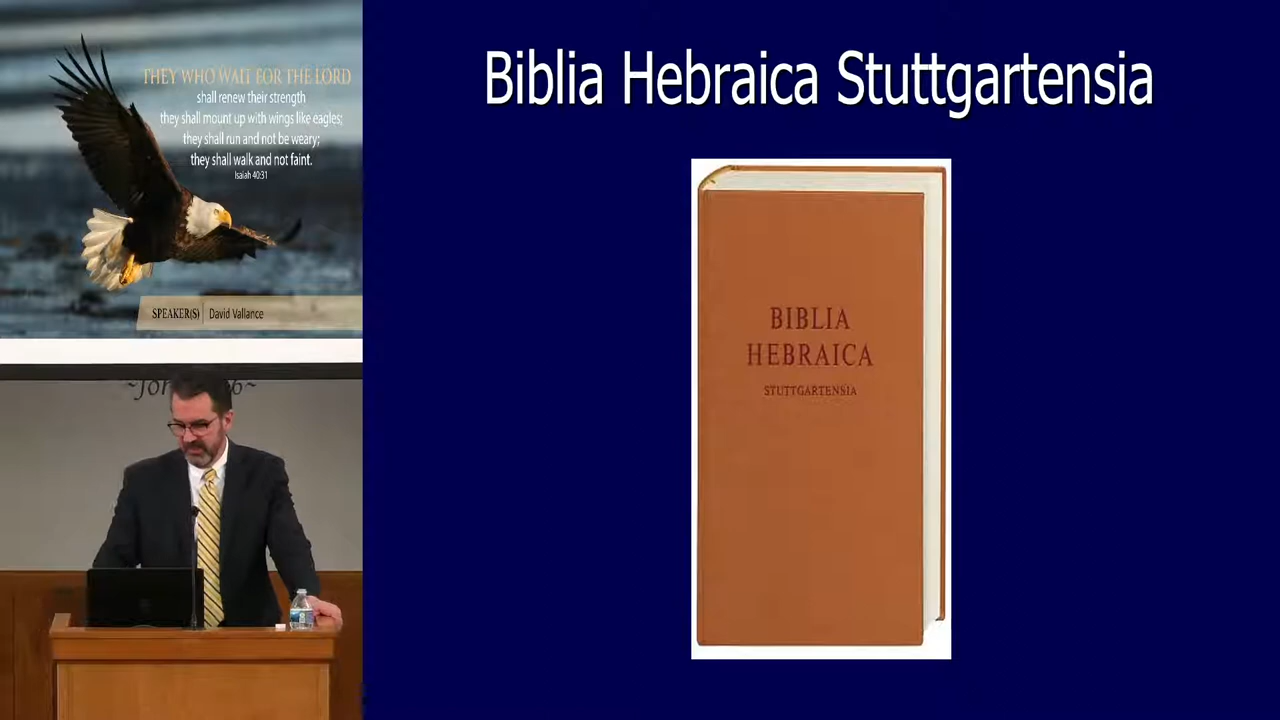 THEY WHO WAIT FOR THE LORD
shall renew their strength
they shall mount up with wings like eagles;
they shall run and not be weary;
they shall walk and not faint.
Isaiah 40:31
SPEAKER(S) | David Vallance
Biblia Hebraica Stuttgartensia
BIBLIA
HEBRAICA
STUTTGARTENSIA